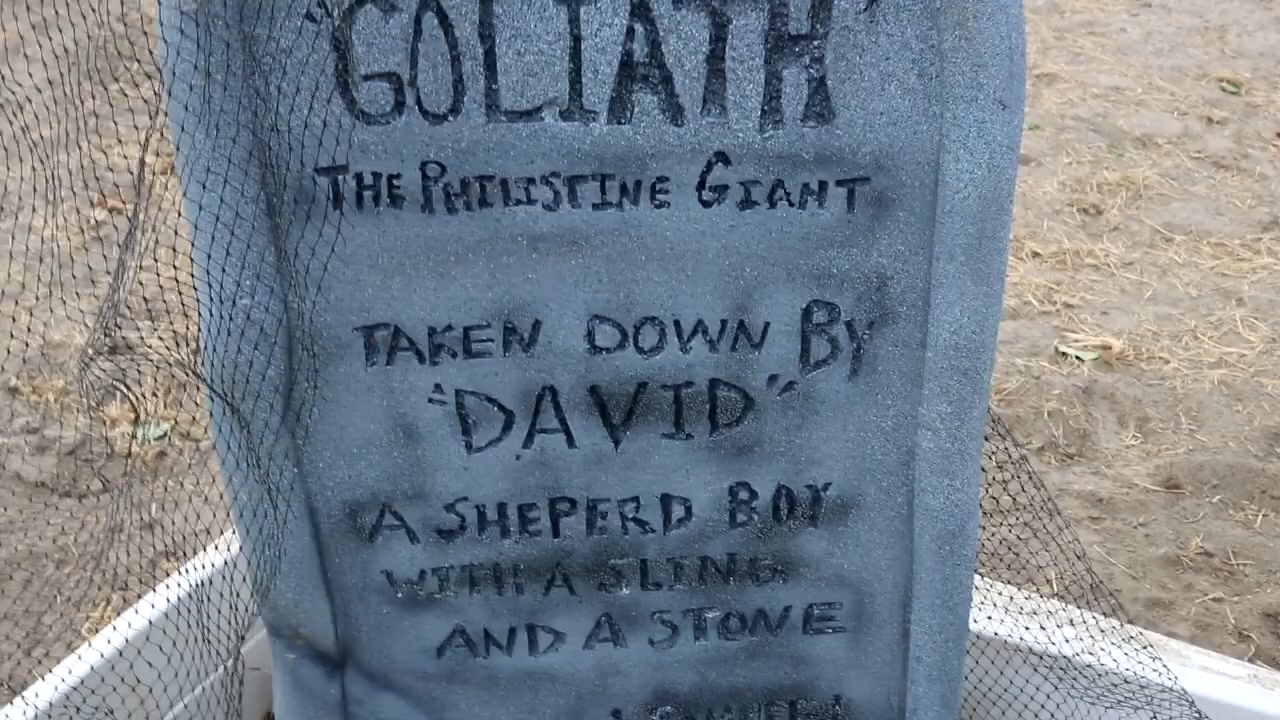 "GOLIATH"
THE PHILISTINE GIANT
TAKEN DOWN BY
"DAVID"
A SHEPERD BOY
WITH A SLING
AND A STONE